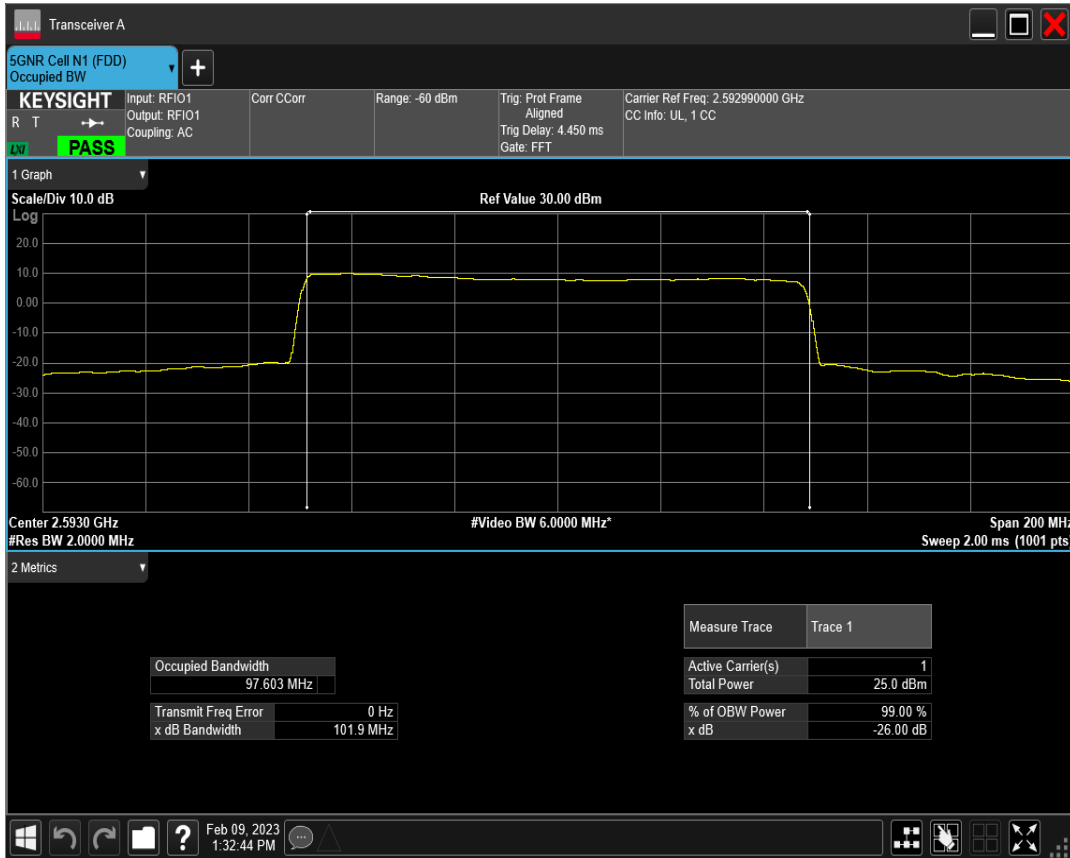 Transceiver A
5GNR Cell N1 (FDD)
Occupied BW
+
KEYSIGHT
R T
LXI
PASS
Input: RFIO1
Output: RFIO1
Coupling: AC
Corr CCorr
Range: -60 dBm
Trig: Prot Frame
Aligned
Trig Delay: 4.450 ms
Gate: FFT
Carrier Ref Freq: 2.592990000 GHz
CC Info: UL, 1 CC
1 Graph
Scale/Div 10.0 dB
Ref Value 30.00 dBm
Log
20.0
10.0
0.00
-10.0
-20.0
-30.0
-40.0
-50.0
-60.0
Center 2.5930 GHz
#Video BW 6.0000 MHz*
Span 200 MHz
#Res BW 2.0000 MHz
Sweep 2.00 ms (1001 pts)
2 Metrics
Measure Trace
Trace 1
Occupied Bandwidth
97.603 MHz
Active Carrier(s)
1
Total Power
25.0 dBm
Transmit Freq Error
0 Hz
x dB Bandwidth
101.9 MHz
% of OBW Power
99.00 %
x dB
-26.00 dB
?
Feb 09, 2023
1:32:44 PM